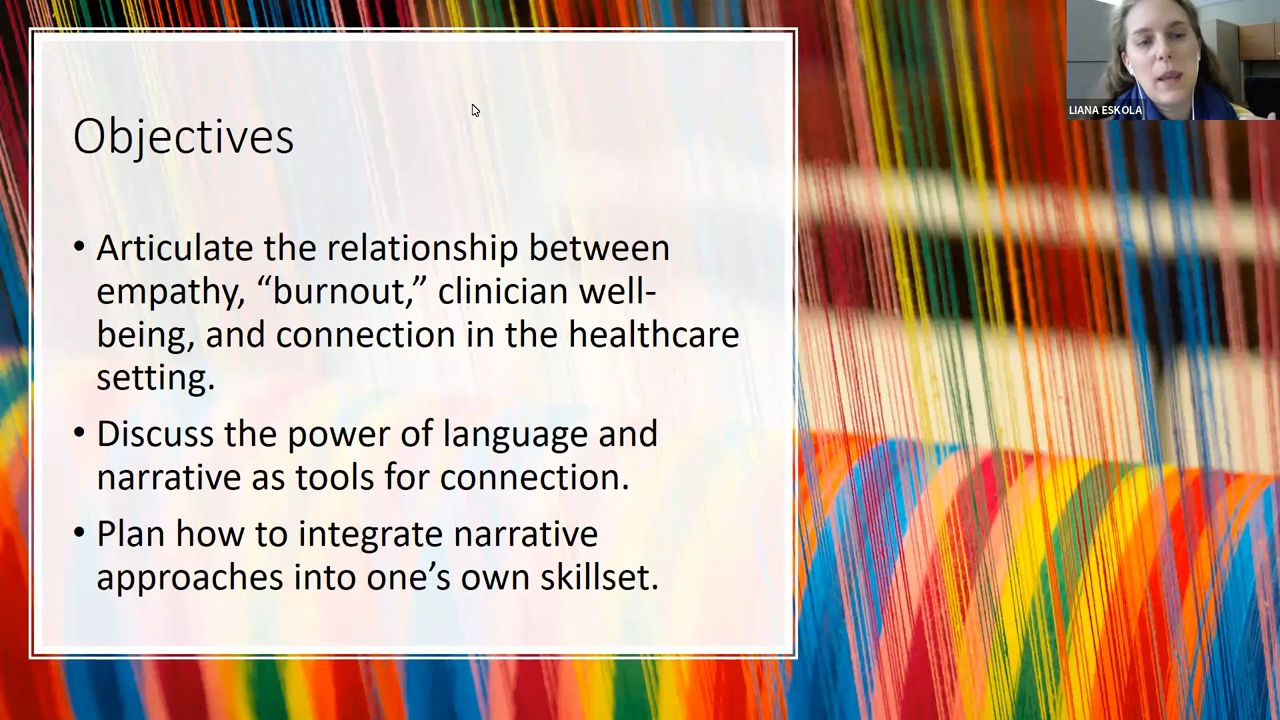 LIANA ESKOLA
Objectives
• Articulate the relationship between
empathy, “burnout,” clinician well-
being, and connection in the healthcare
setting.
• Discuss the power of language and
narrative as tools for connection.
• Plan how to integrate narrative
approaches into one’s own skillset.